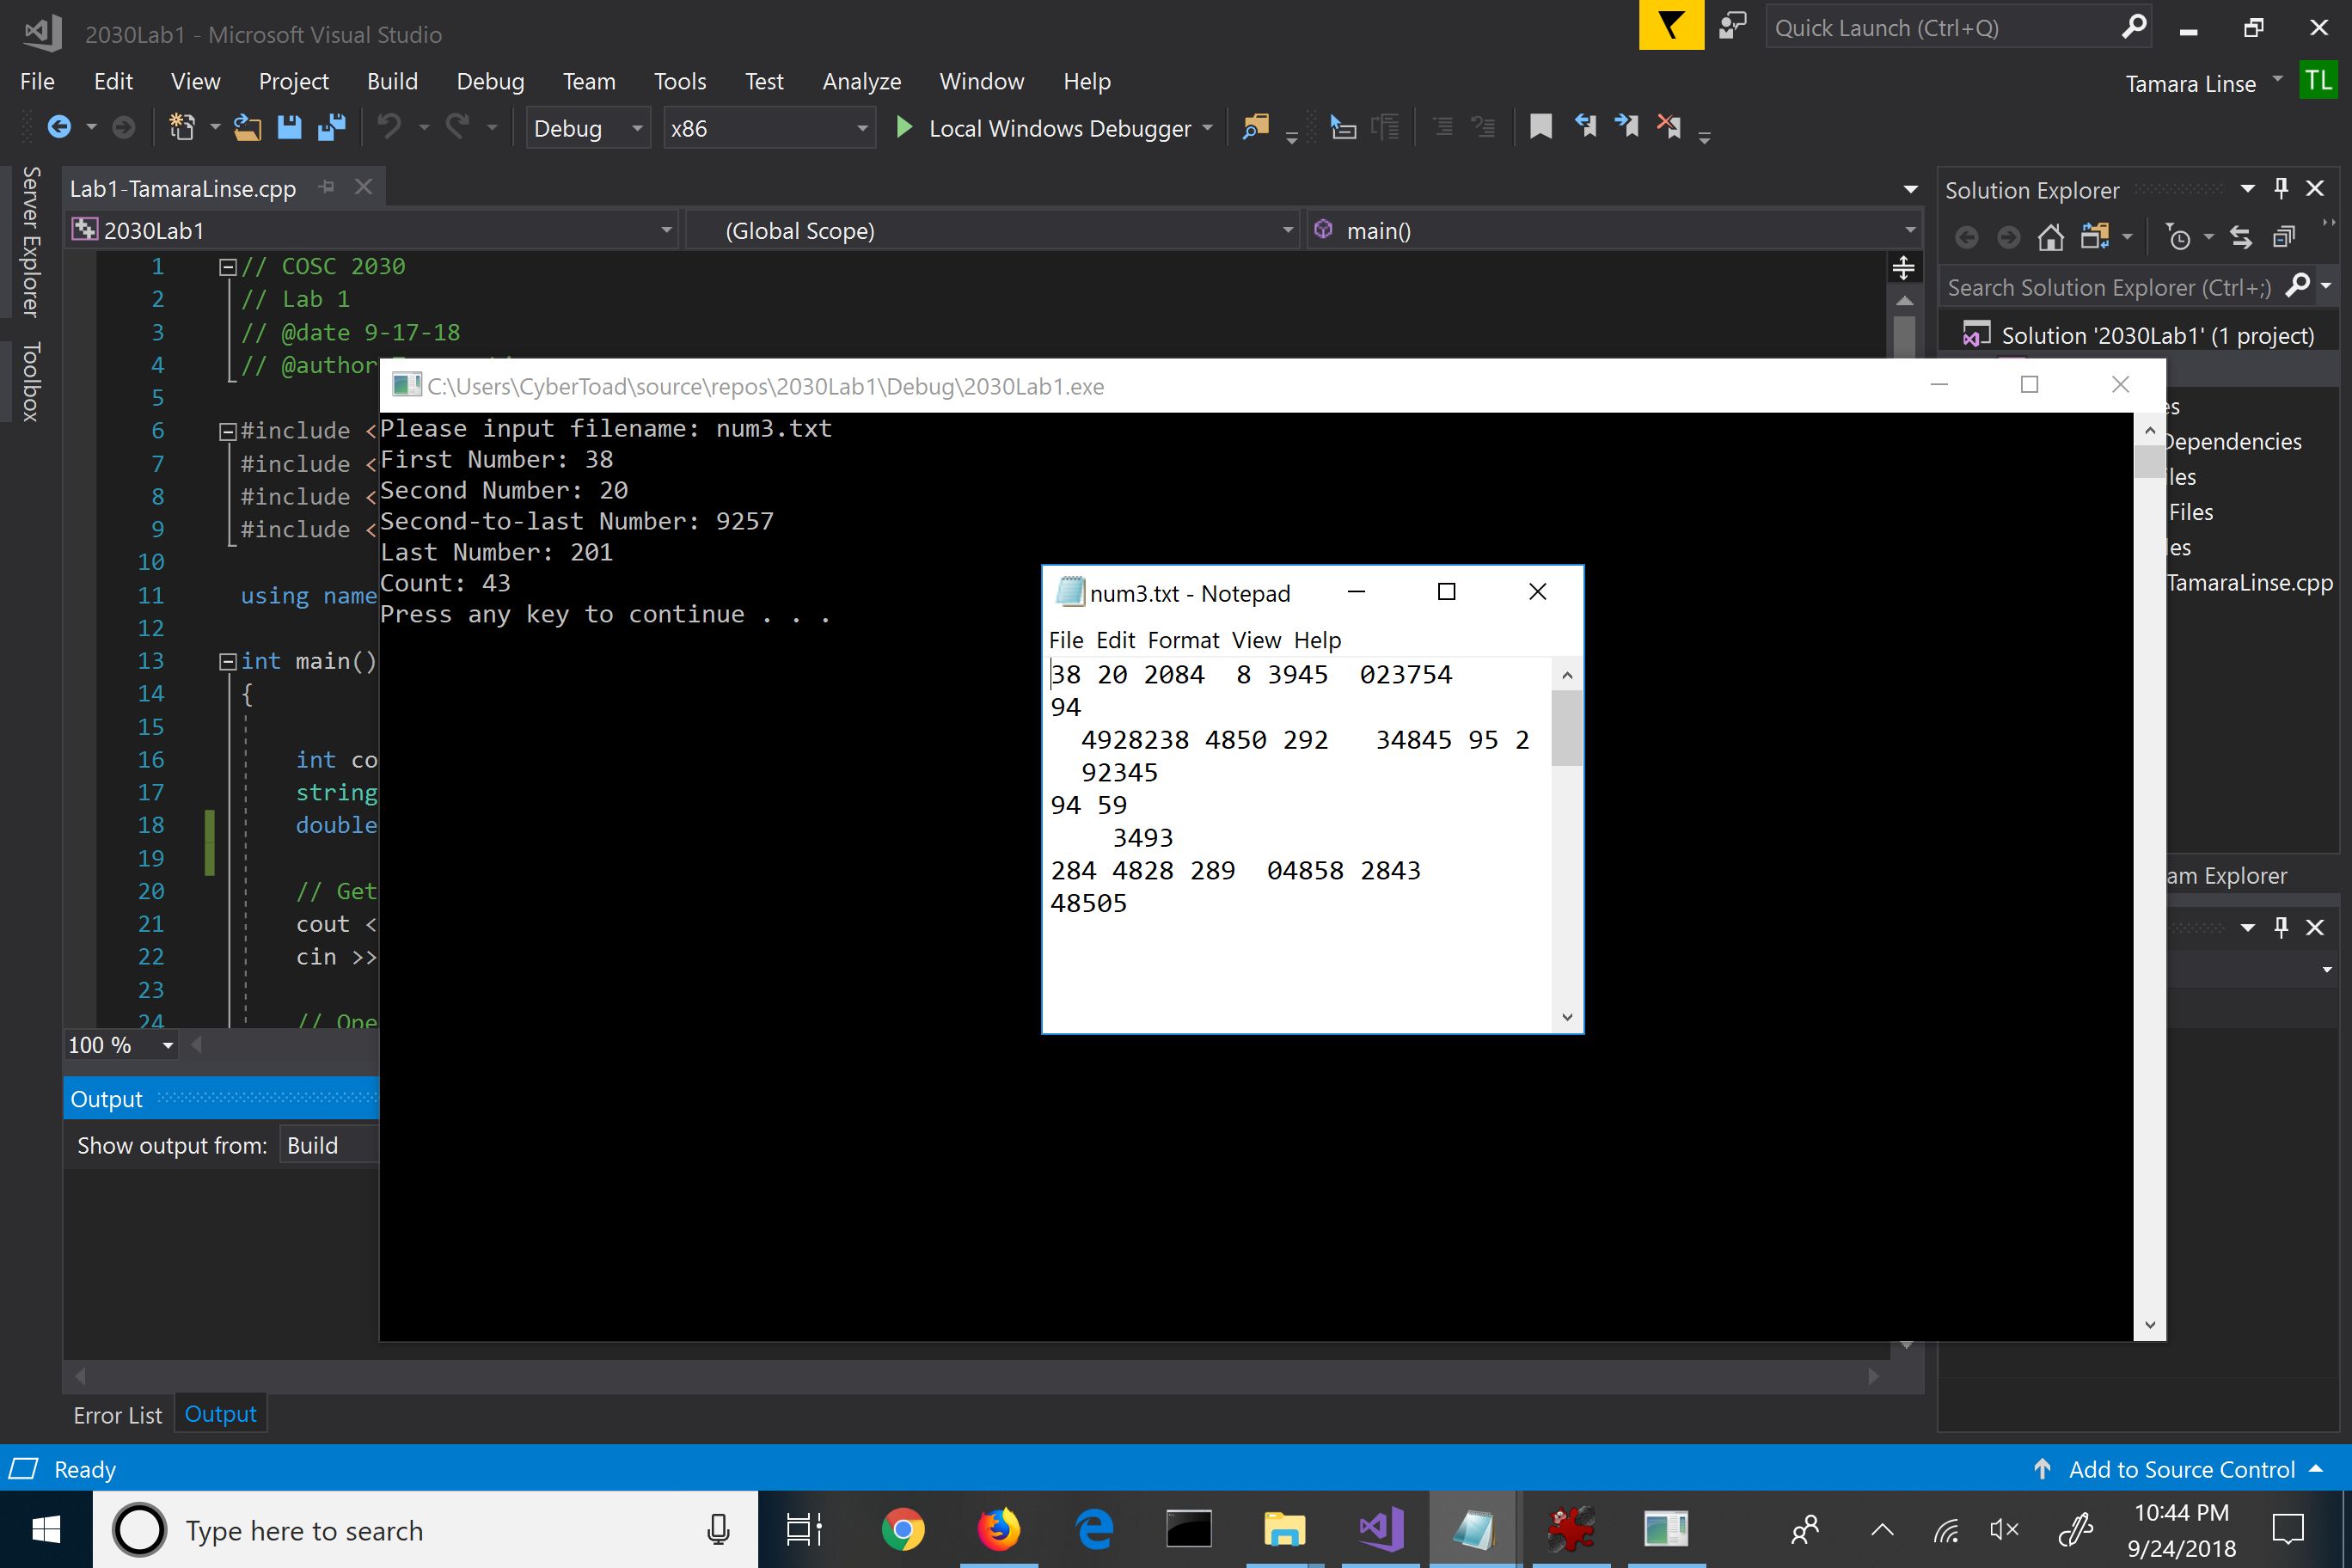 2030Lab1 - Microsoft Visual Studio
Quick Launch (Ctrl+Q)
File Edit View Project Build Debug Team Tools Test Analyze Window Help
Tamara Linse TL
Debug x86 Local Windows Debugger
Server Explorer
Toolbox
Lab1-TamaraLinse.cpp
2030Lab1 (Global Scope) main()
1 // COSC 2030
2 // Lab 1
3 // @date 9-17-18
4 // @author
5
6 #include <
7 #include <
8 #include <
9 #include <
10
11 using name
12
13 int main()
14 {
15
16 int co
17 string
18 double
19
20 // Get
21 cout <
22 cin >>
23
24 // Ope
100 %
C:\Users\CyberToad\source\repos\2030Lab1\Debug\2030Lab1.exe
Please input filename: num3.txt
First Number: 38
Second Number: 20
Second-to-last Number: 9257
Last Number: 201
Count: 43
Press any key to continue . . .
num3.txt - Notepad
File Edit Format View Help
38 20 2084  8 3945  023754
94
  4928238 4850 292   34845 95 2
  92345
94 59
    3493
284 4828 289  04858 2843
48505
Solution Explorer
Search Solution Explorer (Ctrl+;)
Solution '2030Lab1' (1 project)
es
Dependencies
iles
Files
les
TamaraLinse.cpp
am Explorer
Output
Show output from: Build
Error List Output
Ready
Add to Source Control
Type here to search
10:44 PM
9/24/2018